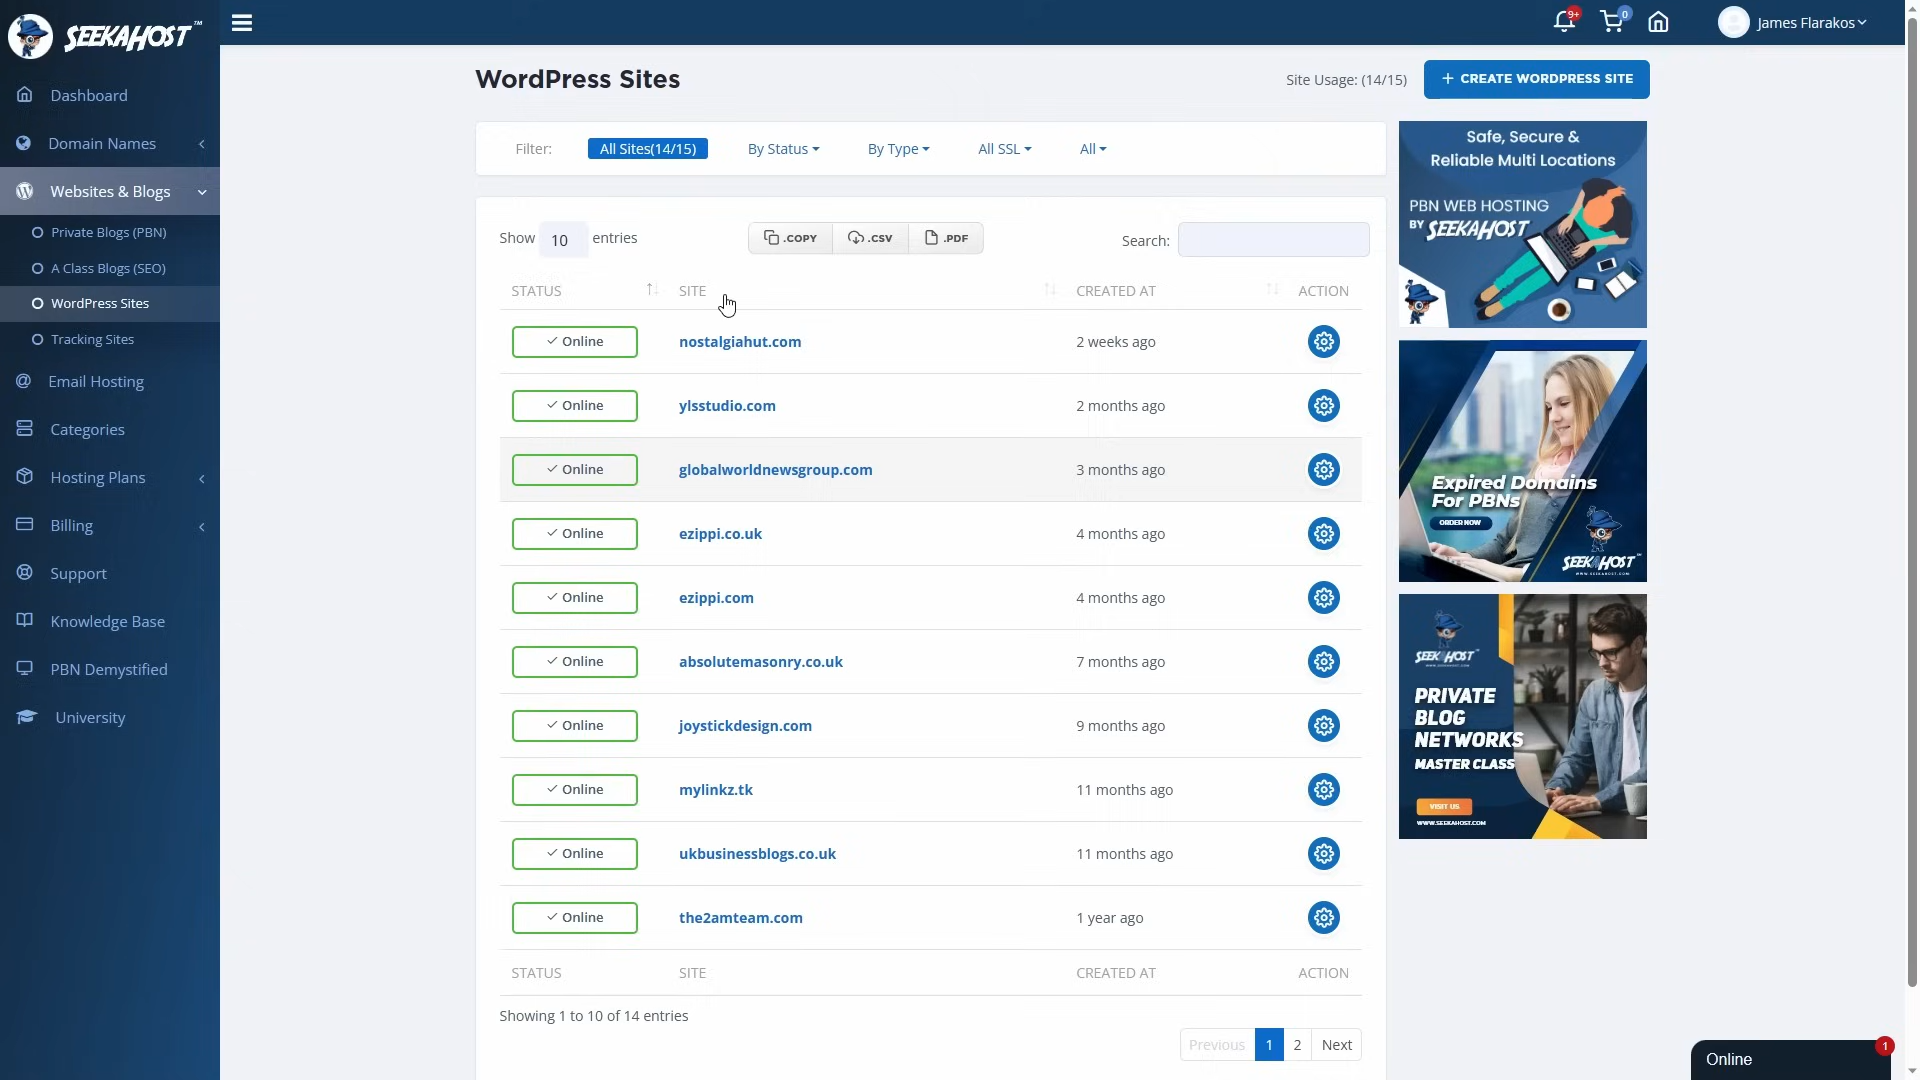 SEEKAHOST™
9+
0
James Flarakos
Dashboard
Domain Names
Websites & Blogs
Private Blogs (PBN)
A Class Blogs (SEO)
WordPress Sites
Tracking Sites
Email Hosting
Categories
Hosting Plans
Billing
Support
Knowledge Base
PBN Demystified
University
WordPress Sites
Site Usage: (14/15)
+ CREATE WORDPRESS SITE
Filter: All Sites(14/15) By Status By Type All SSL All
Show 10 entries .COPY .CSV .PDF Search:
STATUS SITE CREATED AT ACTION
Online nostalgiahut.com 2 weeks ago
Online ylsstudio.com 2 months ago
Online globalworldnewsgroup.com 3 months ago
Online ezippi.co.uk 4 months ago
Online ezippi.com 4 months ago
Online absolutemasonry.co.uk 7 months ago
Online joystickdesign.com 9 months ago
Online mylinkz.tk 11 months ago
Online ukbusinessblogs.co.uk 11 months ago
Online the2amteam.com 1 year ago
STATUS SITE CREATED AT ACTION
Showing 1 to 10 of 14 entries
Previous 1 2 Next
Safe, Secure &
Reliable Multi Locations
PBN WEB HOSTING
BY SEEKAHOST
Expired Domains
For PBNs
ORDER NOW
SEEKAHOST™
WWW.SEEKAHOST.COM
SEEKAHOST™
PRIVATE
BLOG
NETWORKS
MASTER CLASS
VISIT US
WWW.SEEKAHOST.COM
Online
1